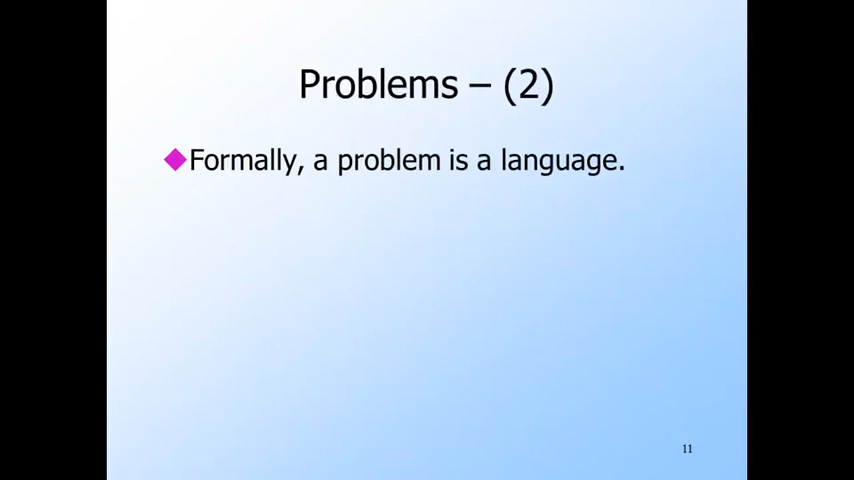 Problems – (2)
Formally, a problem is a language.
11